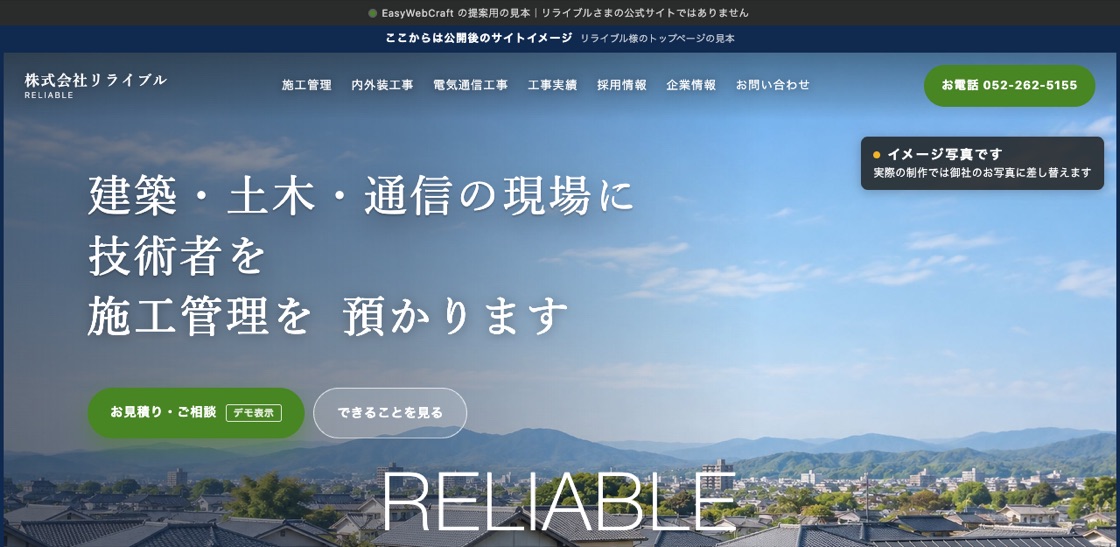 EasyWebCraft の提案用の見本｜リライブルさまの公式サイトではありません
ここからは公開後のサイトイメージ リライブル様のトップページの見本
株式会社リライブル
RELIABLE
施工管理 内外装工事 電気通信工事 工事実績 採用情報 企業情報 お問い合わせ
お電話 052-262-5155
イメージ写真です
実際の制作では御社のお写真に差し替えます
建築・土木・通信の現場に
技術者を
施工管理を 預かります
お見積り・ご相談 デモ表示
できることを見る
RELIABLE